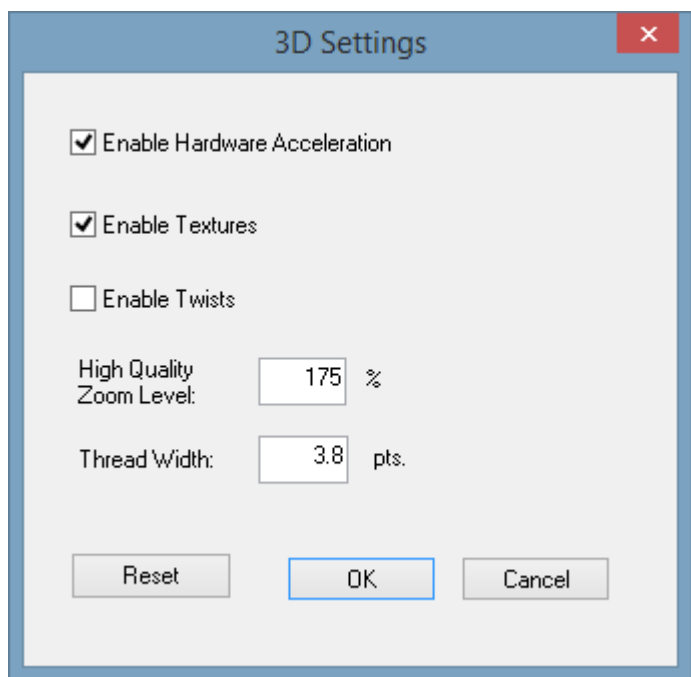 3D Settings
Enable Hardware Acceleration
Enable Textures
Enable Twists
High Quality
Zoom Level:
175 %
Thread Width: 3.8 pts.
Reset OK Cancel